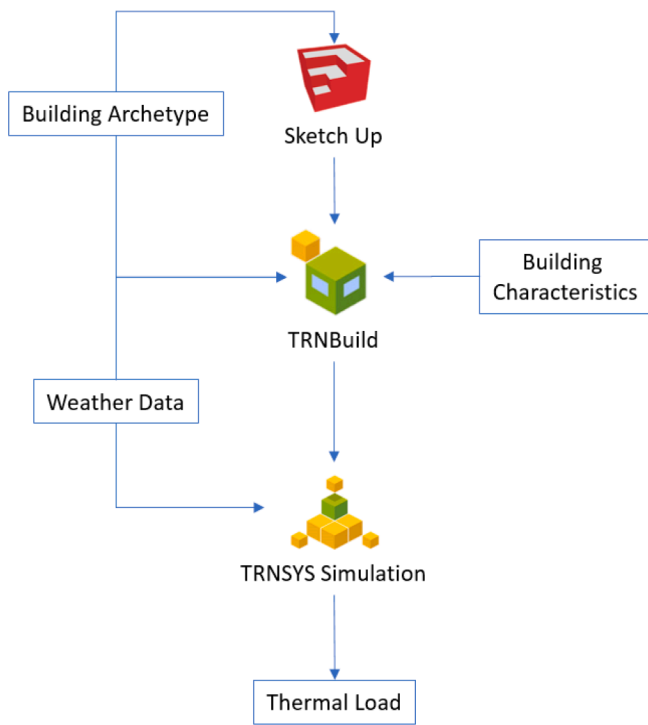 Building Archetype
Sketch Up
Building
Characteristics
TRNBuild
Weather Data
TRNSYS Simulation
Thermal Load